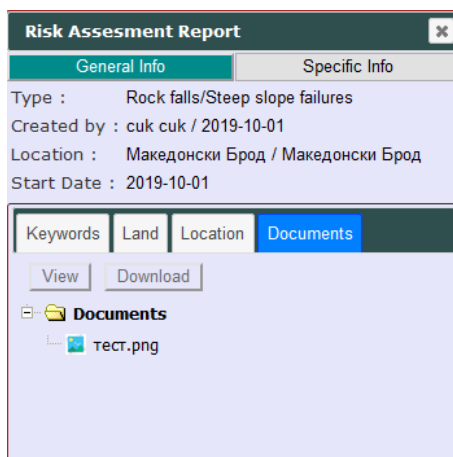 Risk Assesment Report
General Info Specific Info
Type : Rock falls/Steep slope failures
Created by : cuk cuk / 2019-10-01
Location : Македонски Брод / Македонски Брод
Start Date : 2019-10-01
Keywords Land Location Documents
View Download
Documents
тест.png